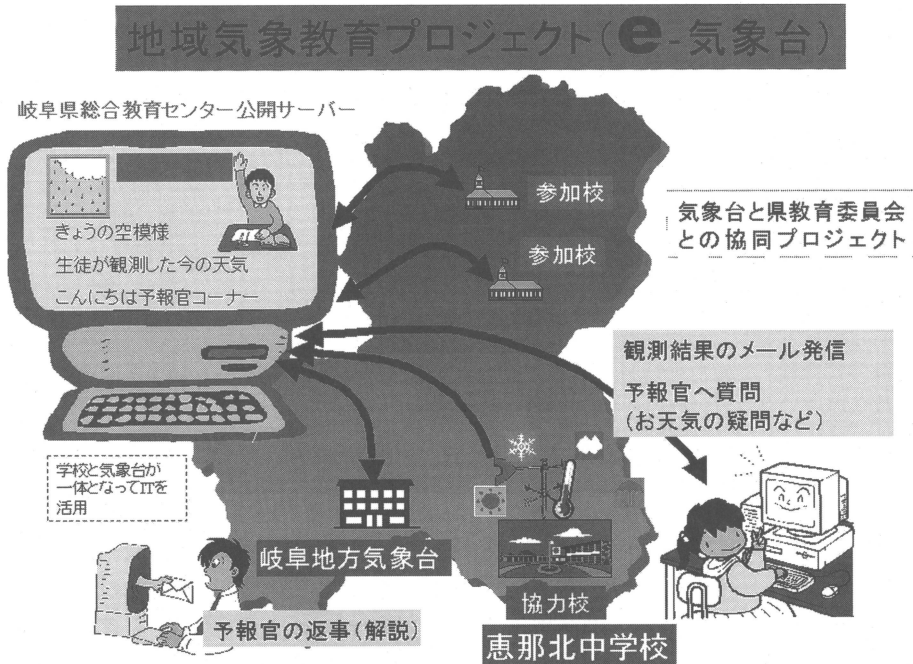 地域気象教育プロジェクト(e-気象台)
岐阜県総合教育センター公開サーバー
きょうの空模様
生徒が観測した今の天気
こんにちは予報官コーナー
参加校
参加校
気象台と県教育委員会
との協同プロジェクト
観測結果のメール発信
予報官へ質問
(お天気の疑問など)
学校と気象台が
一体となってITを
活用
岐阜地方気象台
予報官の返事(解説)
協力校
恵那北中学校